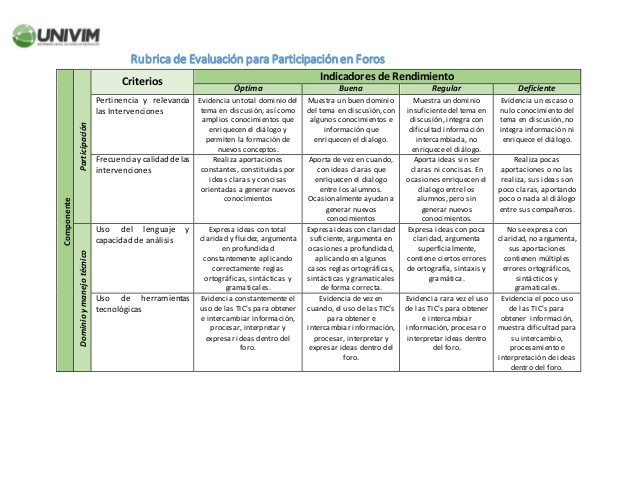 UNIVIM
Rubrica de Evaluación para Participación en Foros
Componente
Criterios
Indicadores de Rendimiento
Óptima
Buena
Regular
Deficiente
Participación
Pertinencia y relevancia
las Intervenciones
Evidencia un total dominio del
tema en discusión, así como
amplios conocimientos que
enriquecen el diálogo y
permiten la formación de
nuevos conceptos.
Muestra un buen dominio
del tema en discusión, con
algunos conocimientos e
información que
enriquecen el dialogo.
Muestra un dominio
insuficiente del tema en
discusión, integra con
dificultad información
intercambiada, no
enriquece el diálogo.
Evidencia un escaso o
nulo conocimiento del
tema en discusión, no
integra información ni
enriquece el diálogo.
Frecuencia y calidad de las
intervenciones
Realiza aportaciones
constantes, constituidas por
ideas claras y concisas
orientadas a generar nuevos
conocimientos
Aporta de vez en cuando,
con ideas claras que
enriquecen el dialogo
entre los alumnos.
Ocasionalmente ayudan a
generar nuevos
conocimientos
Aporta ideas sin ser
claras ni concisas. En
ocasiones enriquecen el
dialogo entre los
alumnos, pero sin
generar nuevos
conocimientos.
Realiza pocas
aportaciones o no las
realiza, sus ideas son
poco claras, aportando
poco o nada al diálogo
entre sus compañeros.
Dominio y manejo técnico
Uso del lenguaje y
capacidad de análisis
Expresa ideas con total
claridad y fluidez, argumenta
en profundidad
constantemente aplicando
correctamente reglas
ortográficas, sintácticas y
gramaticales.
Expresa ideas con claridad
suficiente, argumenta en
ocasiones a profundidad,
aplicando en algunos
casos reglas ortográficas,
sintácticas y gramaticales
de forma correcta.
Expresa ideas con poca
claridad, argumenta
superficialmente,
contiene ciertos errores
de ortografía, sintaxis y
gramática.
No se expresa con
claridad, no argumenta,
sus aportaciones
contienen múltiples
errores ortográficos,
sintácticos y
gramaticales.
Uso de herramientas
tecnológicas
Evidencia constantemente el
uso de las TIC's para obtener
e intercambiar información,
procesar, interpretar y
expresar ideas dentro del
foro.
Evidencia de vez en
cuando, el uso de las TIC's
para obtener e
intercambiar información,
procesar, interpretar y
expresar ideas dentro del
foro.
Evidencia rara vez el uso
de las TIC's para obtener
e intercambiar
información, procesar o
interpretar ideas dentro
del foro.
Evidencia el poco uso
de las TIC's para
obtener información,
muestra dificultad para
su intercambio,
procesamiento e
interpretación de ideas
dentro del foro.